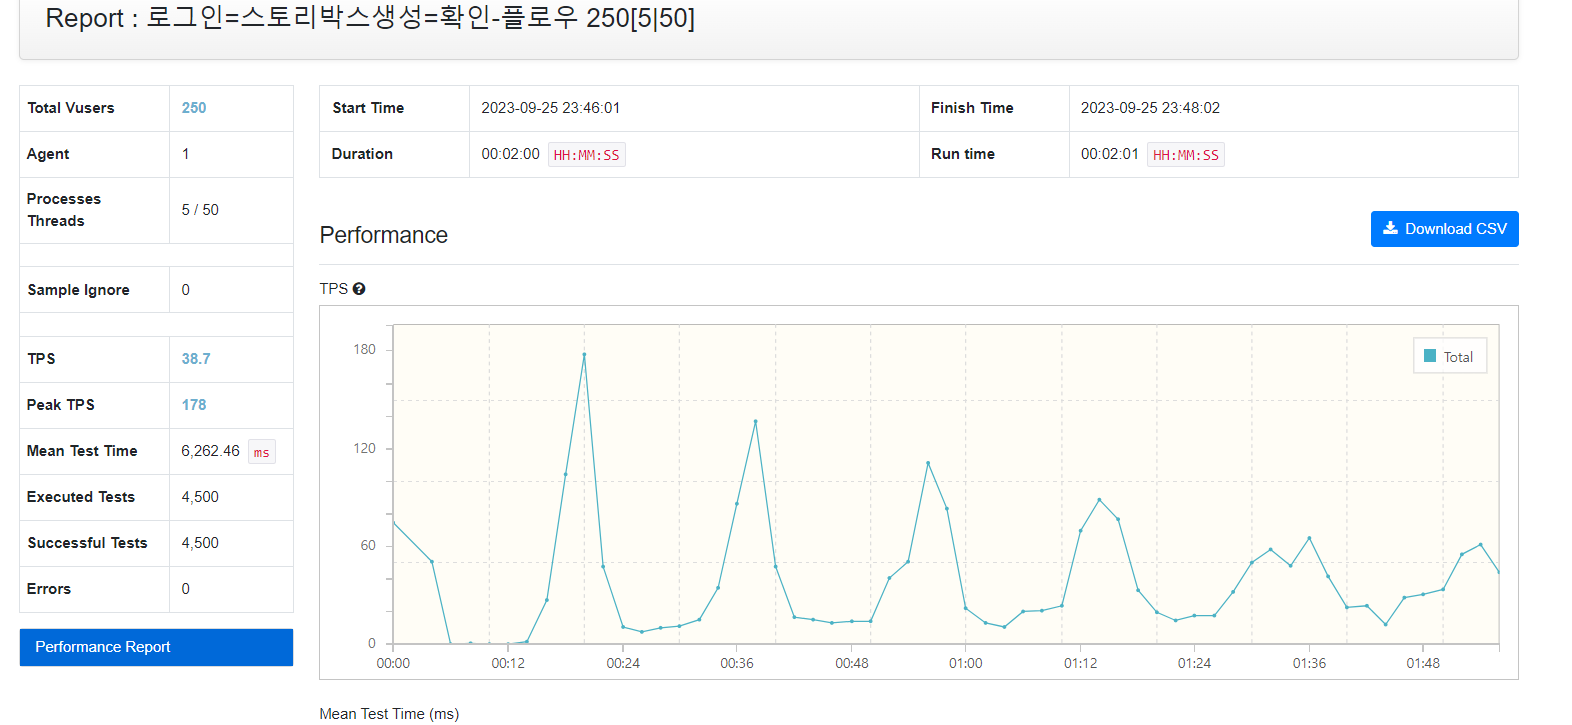 Report : 로그인=스토리박스생성=확인-플로우 250[5|50]
Total Vusers 250
Agent 1
Processes
Threads
5 / 50
Sample Ignore 0
TPS 38.7
Peak TPS 178
Mean Test Time 6,262.46 ms
Executed Tests 4,500
Successful Tests 4,500
Errors 0
Performance Report
Start Time 2023-09-25 23:46:01 Finish Time 2023-09-25 23:48:02
Duration 00:02:00 HH:MM:SS Run time 00:02:01 HH:MM:SS
Performance
Download CSV
TPS ?
Total
180
120
60
0
00:00 00:12 00:24 00:36 00:48 01:00 01:12 01:24 01:36 01:48
Mean Test Time (ms)